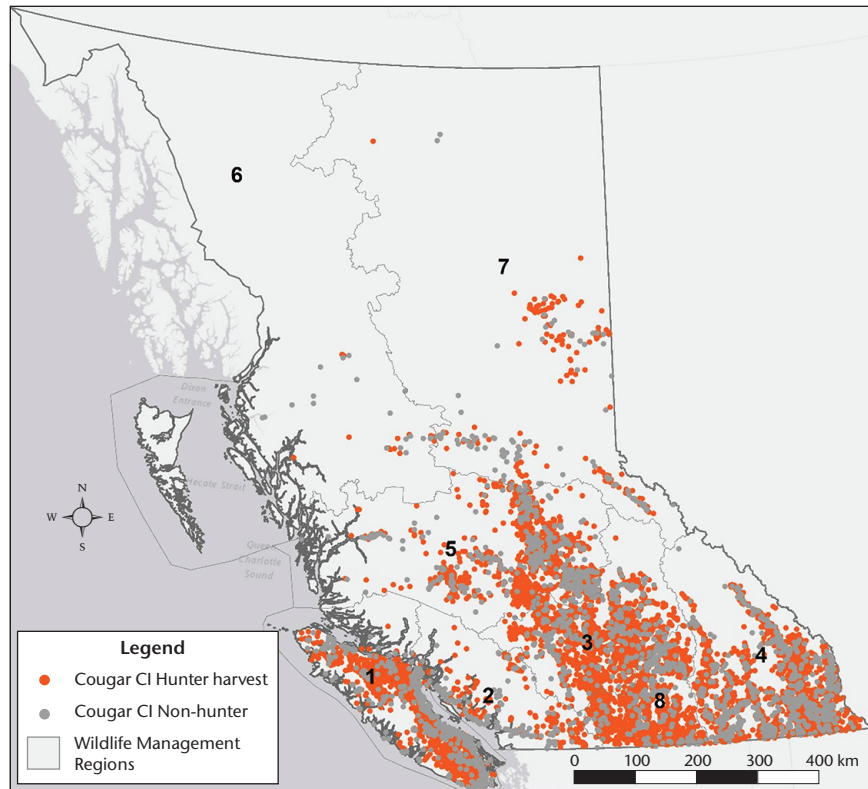 6
7
Dixon
Entrance
Hecate Strait
N
W E
S
Queen
Charlotte
Sound
5
3
4
1
2
8
Legend
Cougar CI Hunter harvest
Cougar CI Non-hunter
Wildlife Management
Regions
0 100 200 300 400 km